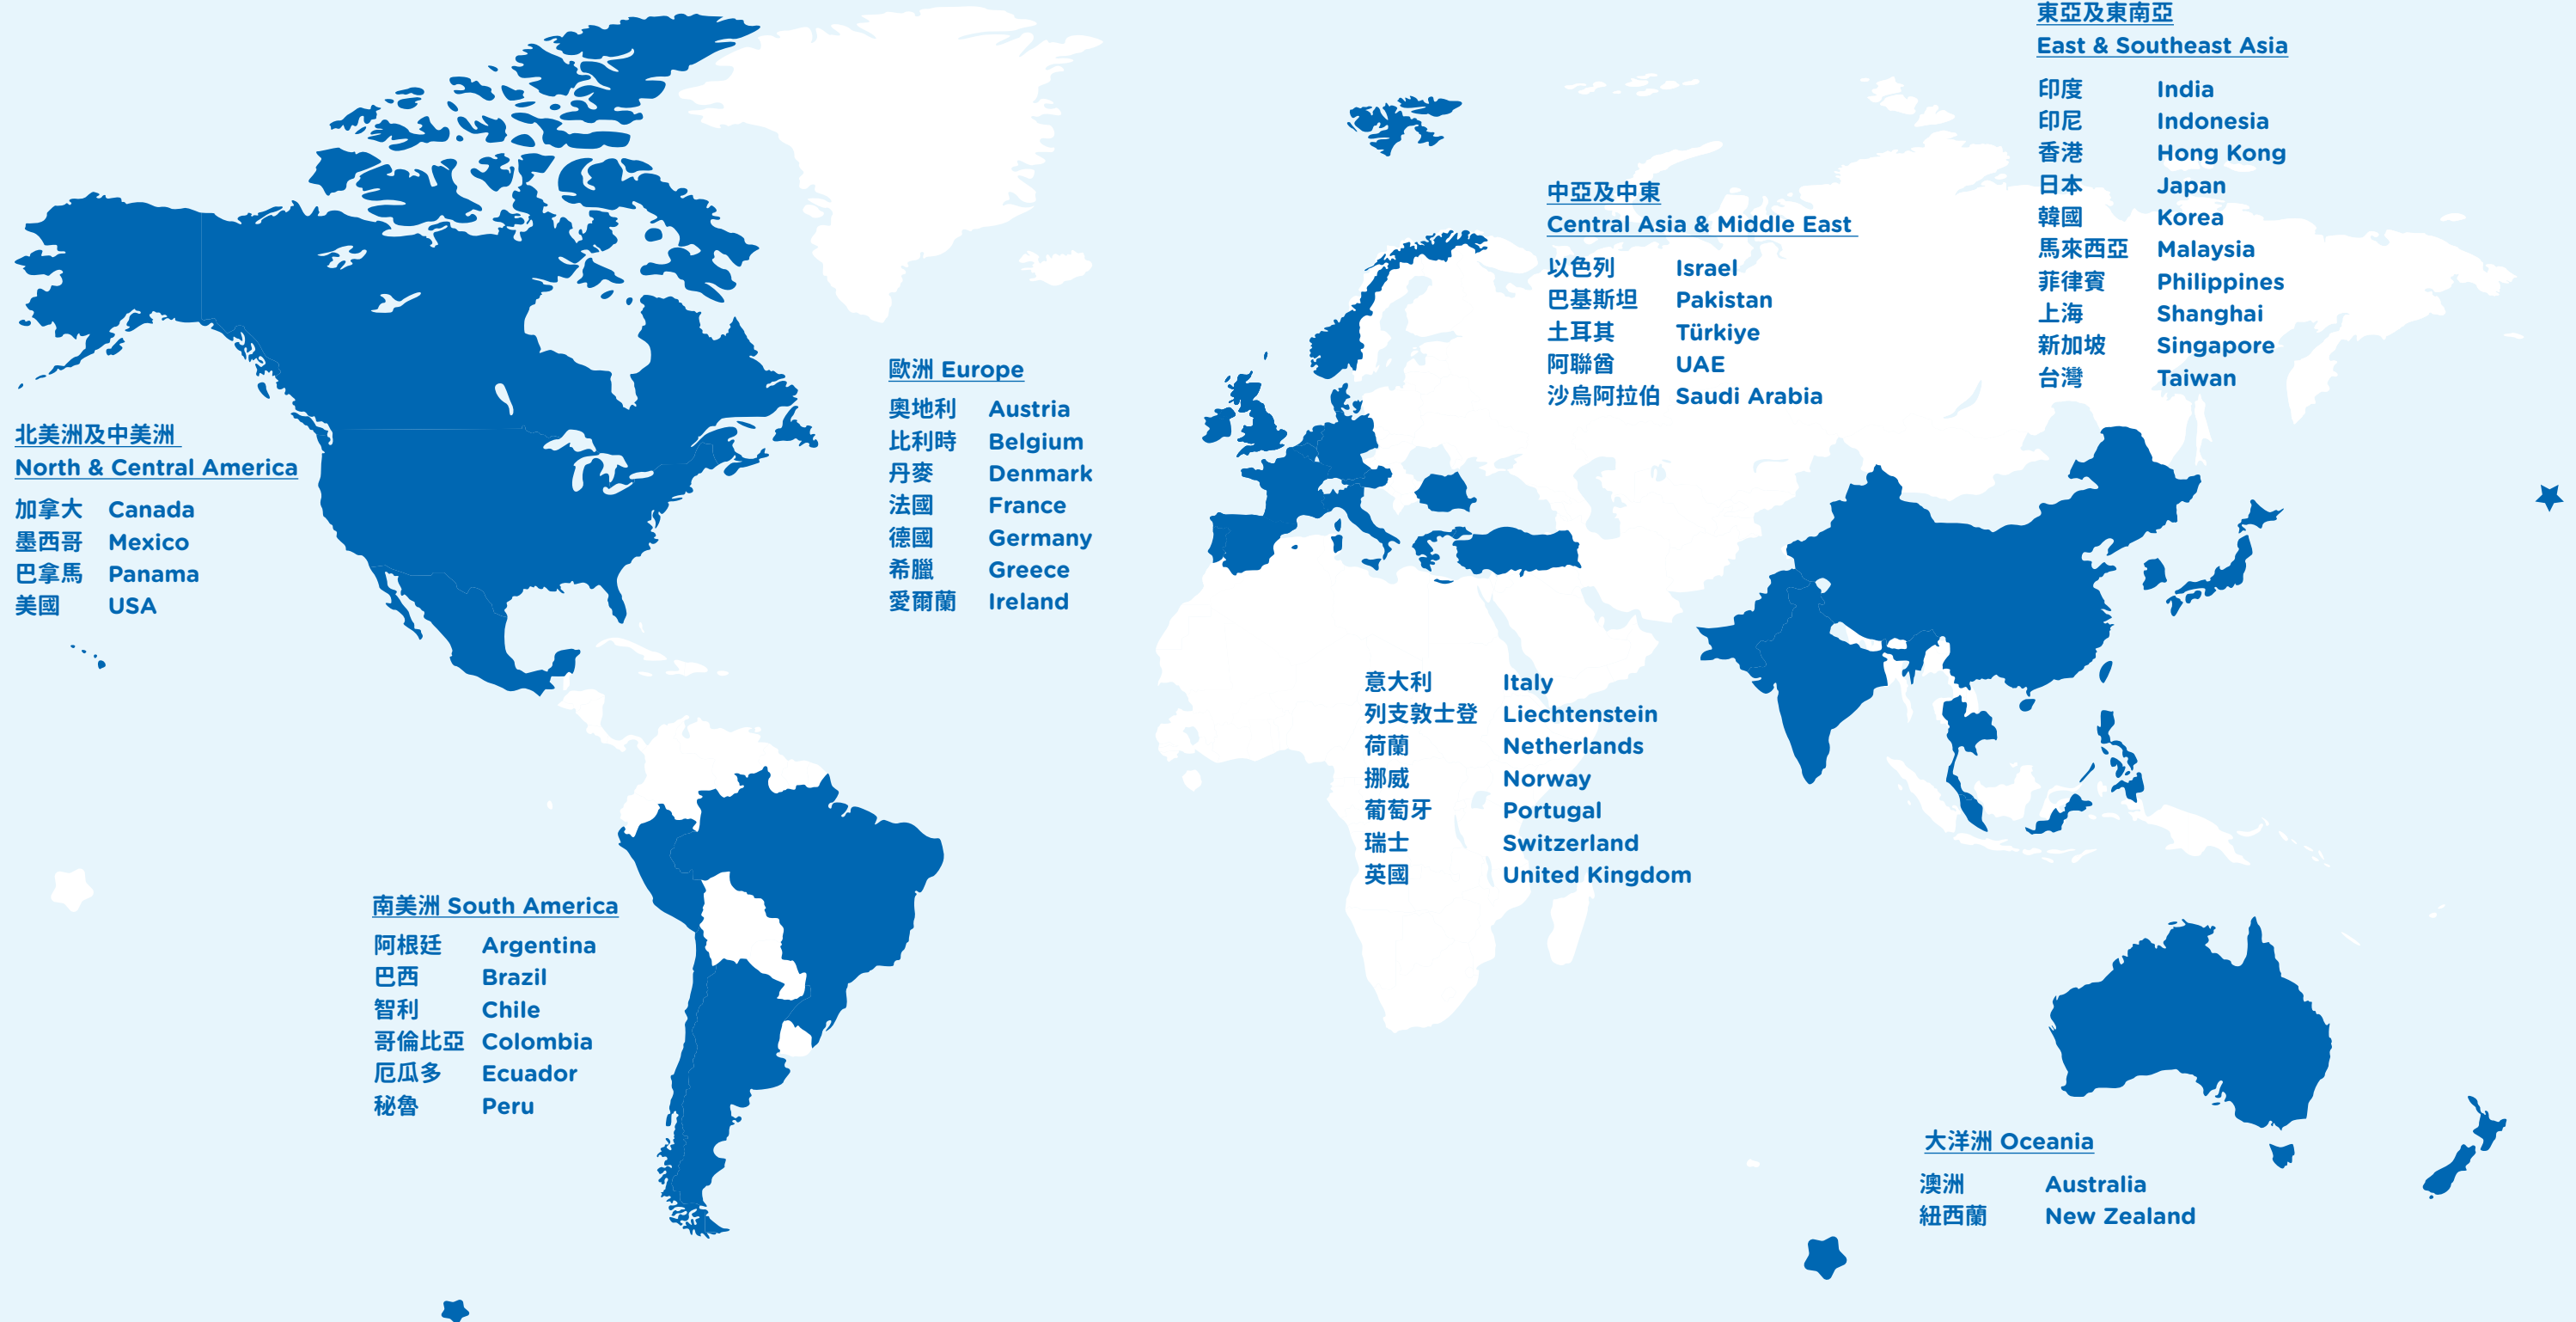 北美洲及中美洲
North & Central America
加拿大 Canada
墨西哥 Mexico
巴拿馬 Panama
美國 USA
南美洲 South America
阿根廷 Argentina
巴西 Brazil
智利 Chile
哥倫比亞 Colombia
厄瓜多 Ecuador
秘魯 Peru
歐洲 Europe
奧地利 Austria
比利時 Belgium
丹麥 Denmark
法國 France
德國 Germany
希臘 Greece
愛爾蘭 Ireland
意大利 Italy
列支敦士登 Liechtenstein
荷蘭 Netherlands
挪威 Norway
葡萄牙 Portugal
瑞士 Switzerland
英國 United Kingdom
中亞及中東
Central Asia & Middle East
以色列 Israel
巴基斯坦 Pakistan
土耳其 Türkiye
阿聯酋 UAE
沙烏阿拉伯 Saudi Arabia
東亞及東南亞
East & Southeast Asia
印度 India
印尼 Indonesia
香港 Hong Kong
日本 Japan
韓國 Korea
馬來西亞 Malaysia
菲律賓 Philippines
上海 Shanghai
新加坡 Singapore
台灣 Taiwan
大洋洲 Oceania
澳洲 Australia
紐西蘭 New Zealand